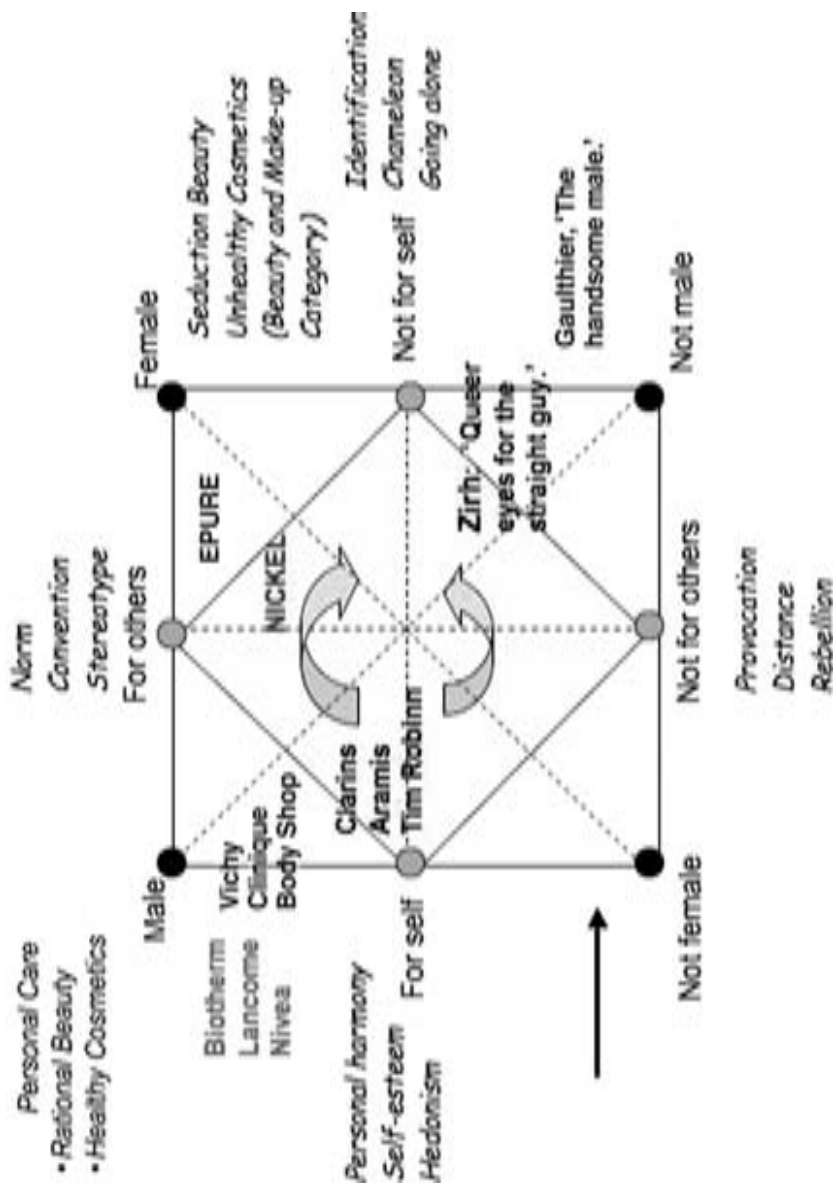 Personal Care
•Rational Beauty
•Healthy Cosmetics
Norm
Convention
Stereotype
For others
Male
Female
Seduction Beauty
Unhealthy Cosmetics
(Beauty and Make-up
Category)
Biotherm
Lancome
Nivea
Vichy
Clinique
Body Shop
EPURE
NICKEL
Clarins
Aramis
Tim Robinn
Personal harmony
Self-esteem
Hedonism
For self
Not for self
Identification
Chameleon
Going alone
Zirh: 'Queer
eyes for the
straight guy.'
Gaulthier, 'The
handsome male.'
Not female
Not for others
Not male
Provocation
Distance
Rebellion